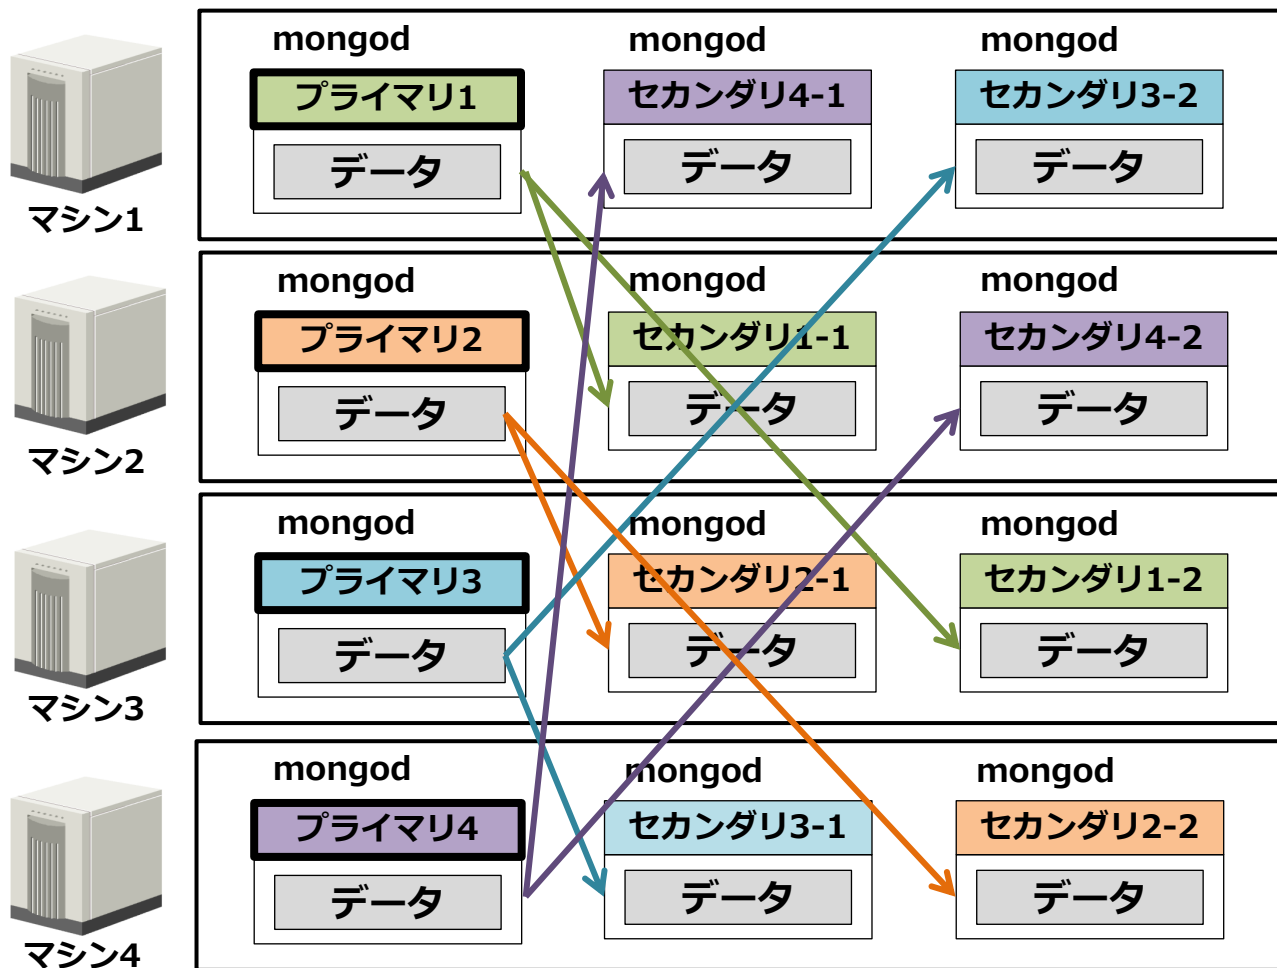 mongod
mongod
mongod
プライマリ1
セカンダリ4-1
セカンダリ3-2
データ
データ
データ
マシン1
mongod
mongod
mongod
プライマリ2
セカンダリ1-1
セカンダリ4-2
データ
データ
データ
マシン2
mongod
mongod
mongod
プライマリ3
セカンダリ2-1
セカンダリ1-2
データ
データ
データ
マシン3
mongod
mongod
mongod
プライマリ4
セカンダリ3-1
セカンダリ2-2
データ
データ
データ
マシン4